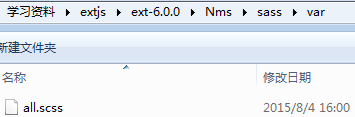 学习资料 ▸ extjs ▸ ext-6.0.0 ▸ Nms ▸ sass ▸ var
新建文件夹
名称 修改日期
all.scss 2015/8/4 16:00